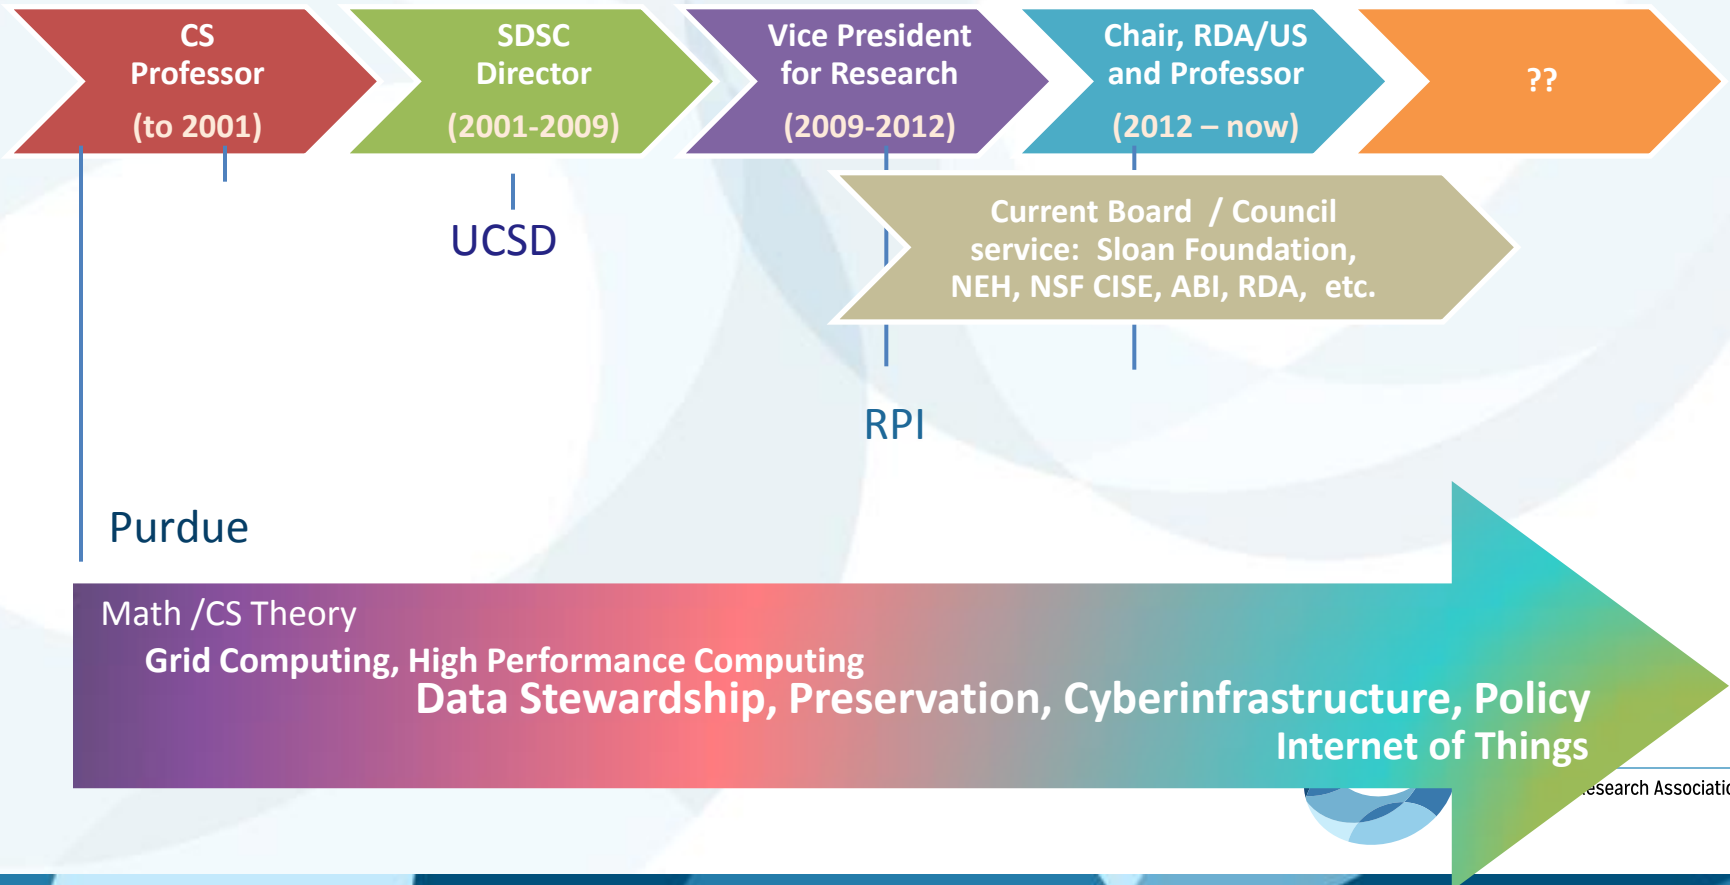 CS
Professor
(to 2001)
SDSC
Director
(2001-2009)
Vice President
for Research
(2009-2012)
Chair, RDA/US
and Professor
(2012 – now)
??
Current Board / Council
service: Sloan Foundation,
NEH, NSF CISE, ABI, RDA, etc.
UCSD
RPI
Purdue
Math /CS Theory
Grid Computing, High Performance Computing
Data Stewardship, Preservation, Cyberinfrastructure, Policy
Internet of Things